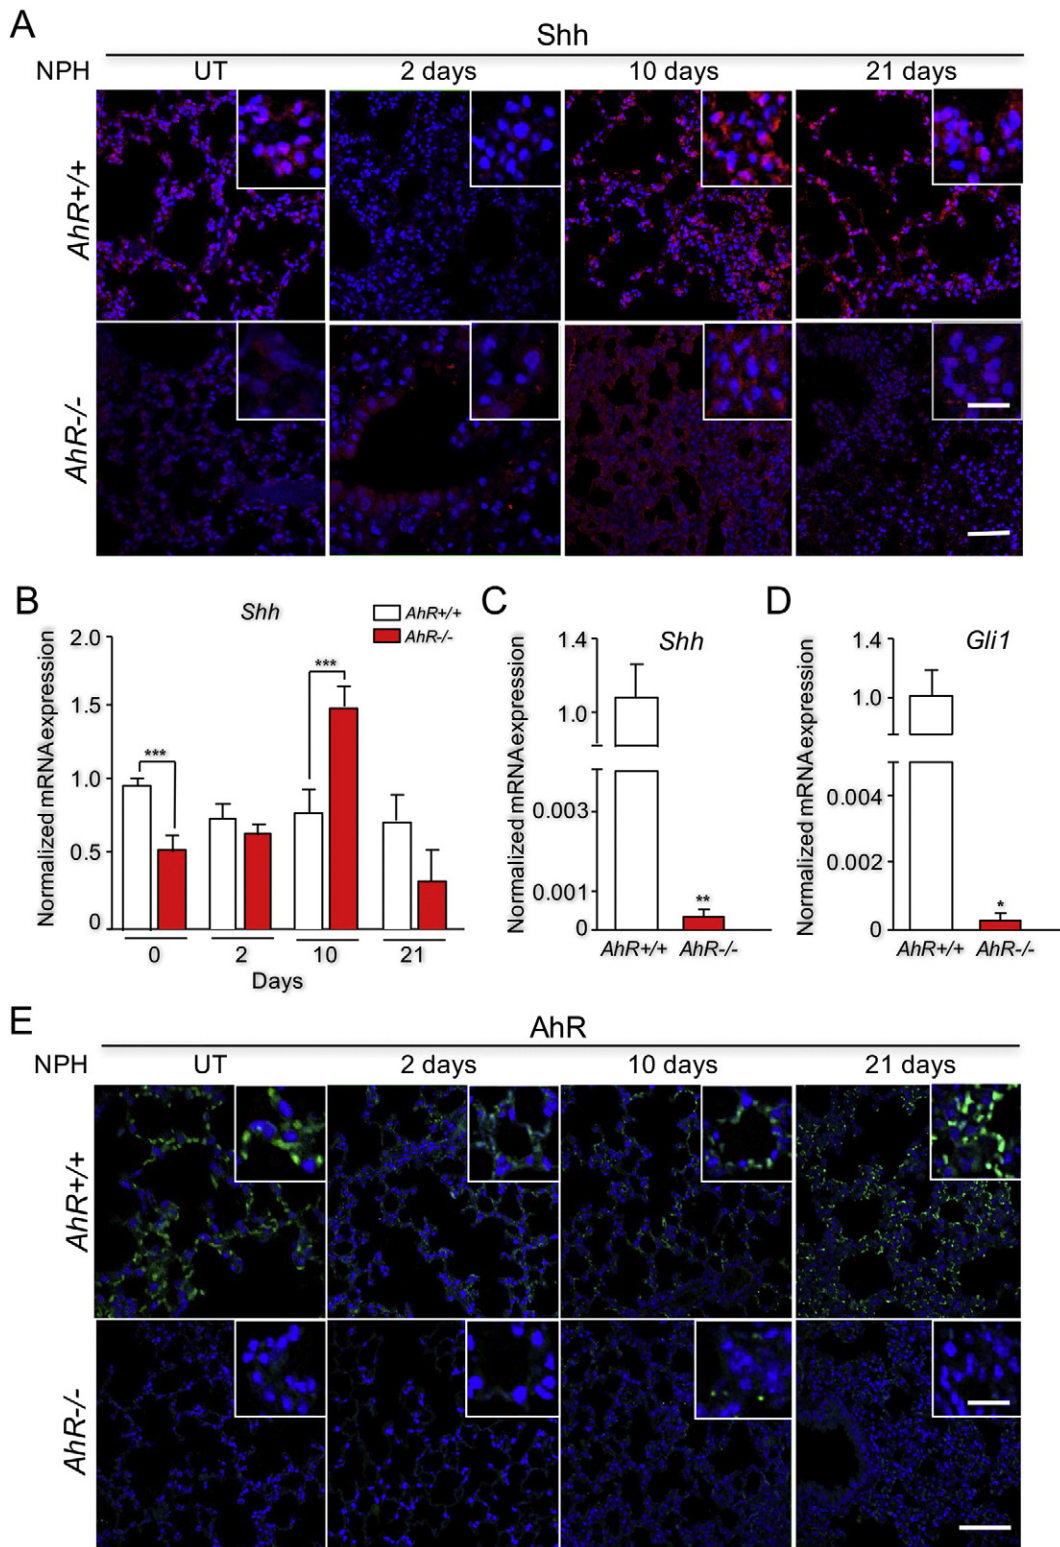 A
Shh
NPH UT 2 days 10 days 21 days
AhR+/+
AhR-/-
B
Shh
AhR+/+
AhR-/-
Normalized mRNA expression
2.0
1.5
1.0
0.5
0
***
***
0 2 10 21
Days
C
Shh
Normalized mRNA expression
1.4
1.0
0.003
0.001
0
**
AhR+/+ AhR-/-
D
Gli1
Normalized mRNA expression
1.4
1.0
0.004
0.002
0
*
AhR+/+ AhR-/-
E
AhR
NPH UT 2 days 10 days 21 days
AhR+/+
AhR-/-